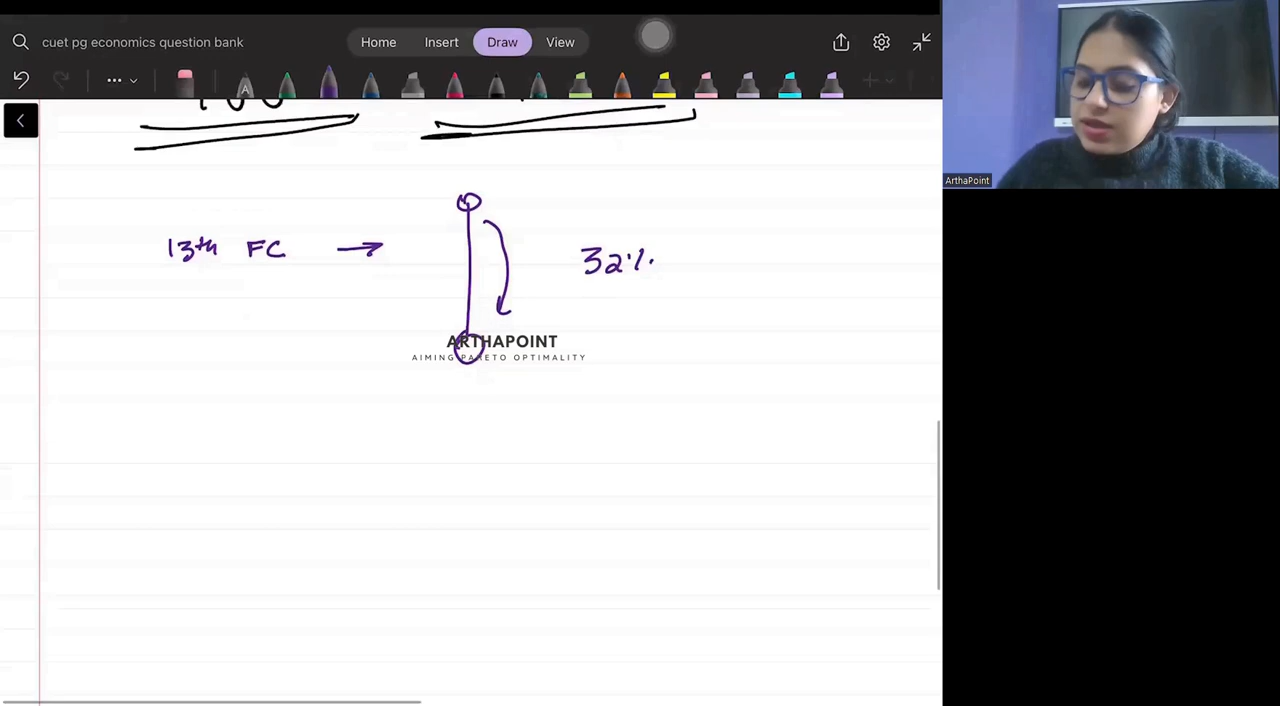 cuet pg economics question bank
Home Insert Draw View
A
13th FC → 32%
ARTHAPOINT
AIMING PARETO OPTIMALITY
ArthaPoint